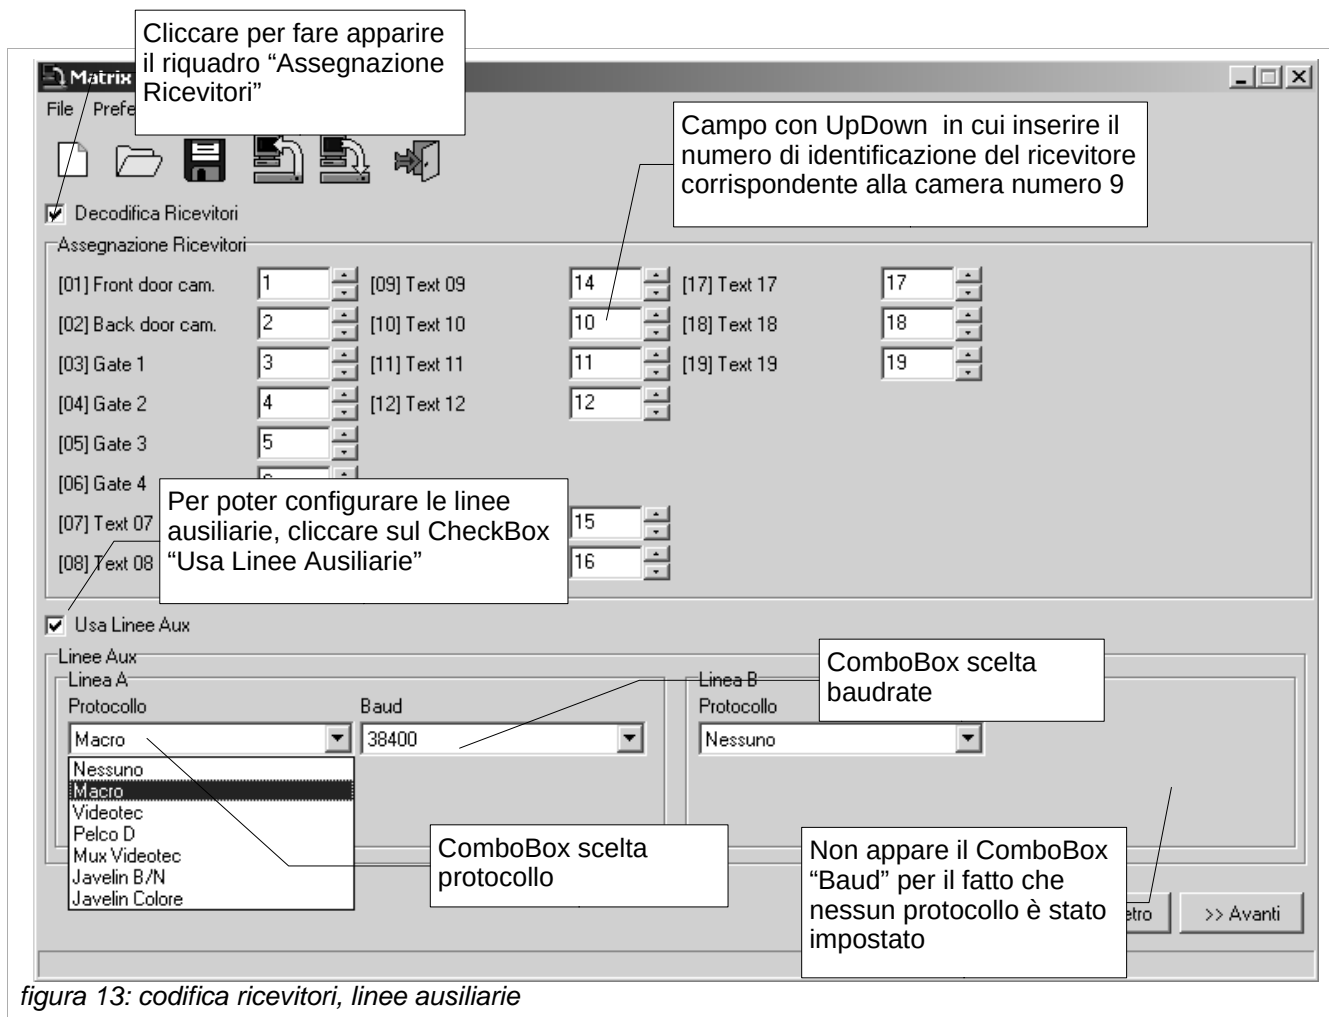 Cliccare per fare apparire
il riquadro “Assegnazione
Ricevitori”
Matrix
File Prefe
Campo con UpDown in cui inserire il
numero di identificazione del ricevitore
corrispondente alla camera numero 9
Decodifica Ricevitori
Assegnazione Ricevitori
[01] Front door cam. 1 [09] Text 09 14 [17] Text 17 17
[02] Back door cam. 2 [10] Text 10 10 [18] Text 18 18
[03] Gate 1 3 [11] Text 11 11 [19] Text 19 19
[04] Gate 2 4 [12] Text 12 12
[05] Gate 3 5
[06] Gate 4
[07] Text 07 15
[08] Text 08 16
Per poter configurare le linee
ausiliarie, cliccare sul CheckBox
“Usa Linee Ausiliarie”
Usa Linee Aux
Linee Aux
Linea A
Protocollo Baud
Macro 38400
Nessuno
Macro
Videotec
Pelco D
Mux Videotec
Javelin B/N
Javelin Colore
Linea B
Protocollo
Nessuno
ComboBox scelta
baudrate
ComboBox scelta
protocollo
Non appare il ComboBox
“Baud” per il fatto che
nessun protocollo è stato
impostato
etro >> Avanti
figura 13: codifica ricevitori, linee ausiliarie